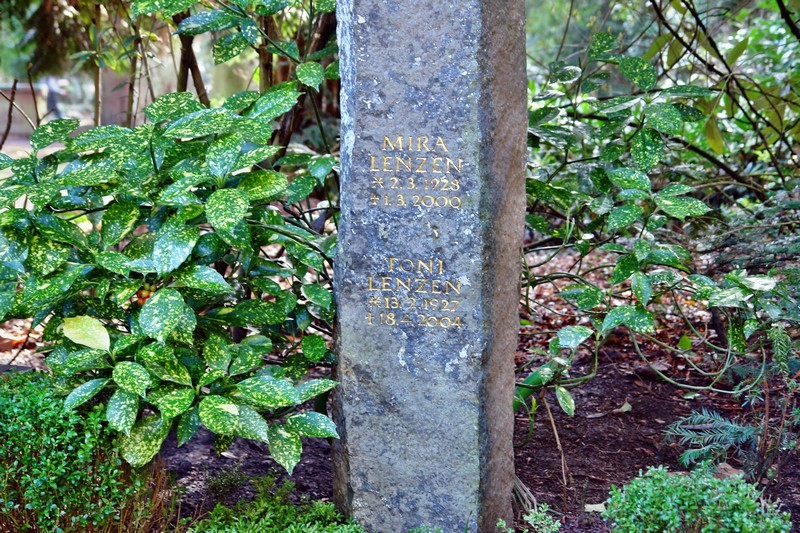 MIRA
LENZEN
* 2.3.1928
† 1.3.2000
TONI
LENZEN
* 13.2.1927
† 18.4.2004